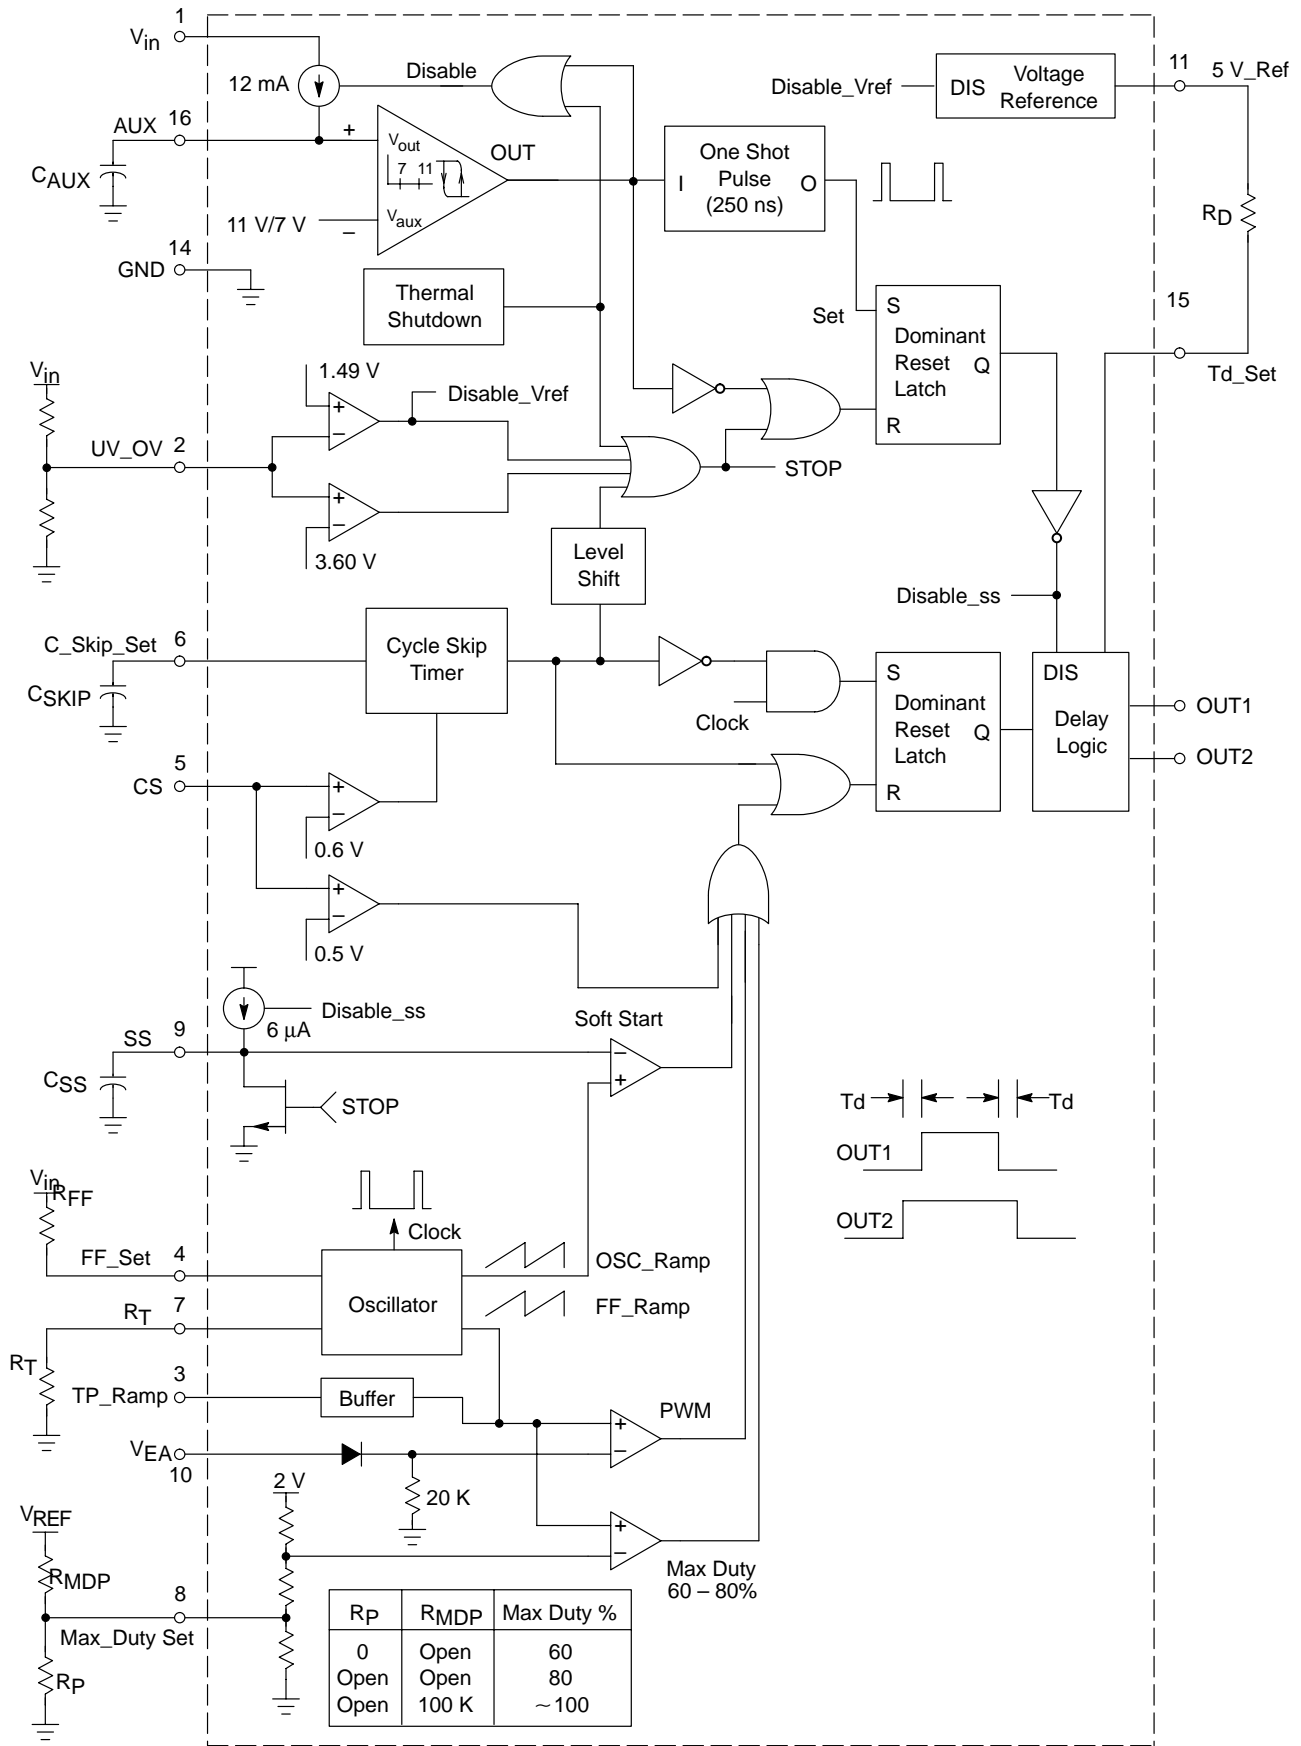 1
Vin
12 mA
Disable
Disable_Vref
DIS
Voltage
Reference
11
5 V_Ref
16
AUX
CAUX
+
Vout
7 11
OUT
Vaux
11 V/7 V
−
I
One Shot
Pulse
(250 ns)
O
RD
14
GND
Thermal
Shutdown
Set
S
Dominant
Reset
Latch
Q
R
15
Td_Set
Vin
1.49 V
+
−
Disable_Vref
UV_OV
2
+
−
3.60 V
STOP
Level
Shift
Disable_ss
C_Skip_Set
6
CSKIP
Cycle Skip
Timer
Clock
S
Dominant
Reset
Latch
Q
R
DIS
Delay
Logic
OUT1
OUT2
5
CS
+
−
0.6 V
+
−
0.5 V
Disable_ss
6 µA
9
SS
CSS
Soft Start
−
+
STOP
Td
Td
OUT1
OUT2
Vin
RFF
Clock
FF_Set
4
Oscillator
OSC_Ramp
FF_Ramp
7
RT
RT
3
TP_Ramp
Buffer
PWM
+
−
VEA
10
20 K
2 V
VREF
RMDP
+
−
Max Duty
60 – 80%
8
Max_Duty Set
RP
RP RMDP Max Duty %
0 Open 60
Open Open 80
Open 100 K ~100